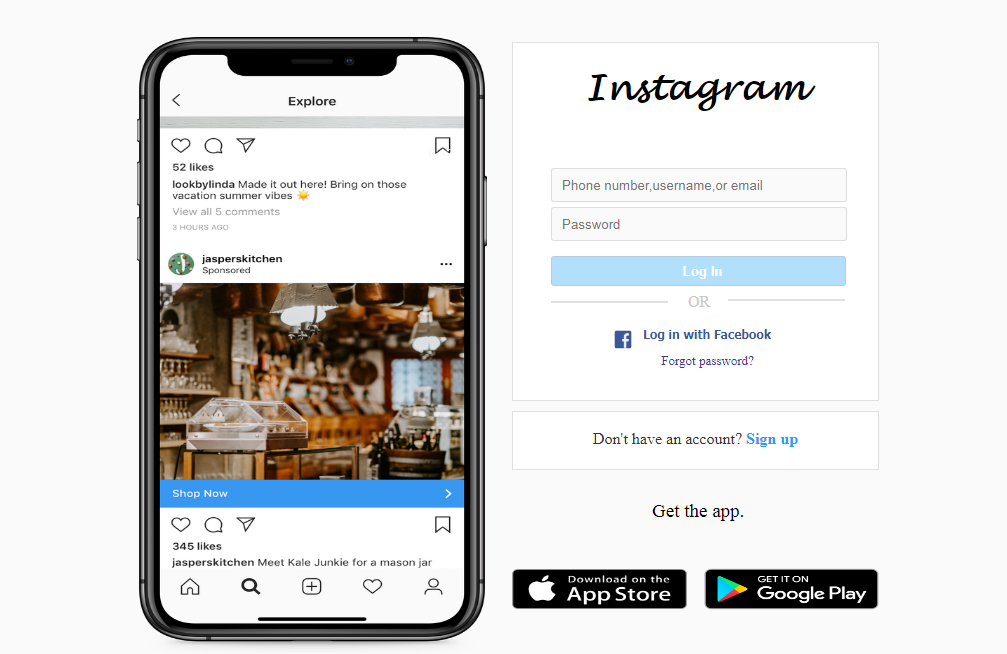 Explore
52 likes
lookbylinda Made it out here! Bring on those
vacation summer vibes ☀️
View all 5 comments
3 HOURS AGO
jasperskitchen
Sponsored
Shop Now
345 likes
jasperskitchen Meet Kale Junkie for a mason jar
Instagram
Phone number,username,or email
Password
Log In
OR
Log in with Facebook
Forgot password?
Don't have an account? Sign up
Get the app.
Download on the
App Store
GET IT ON
Google Play